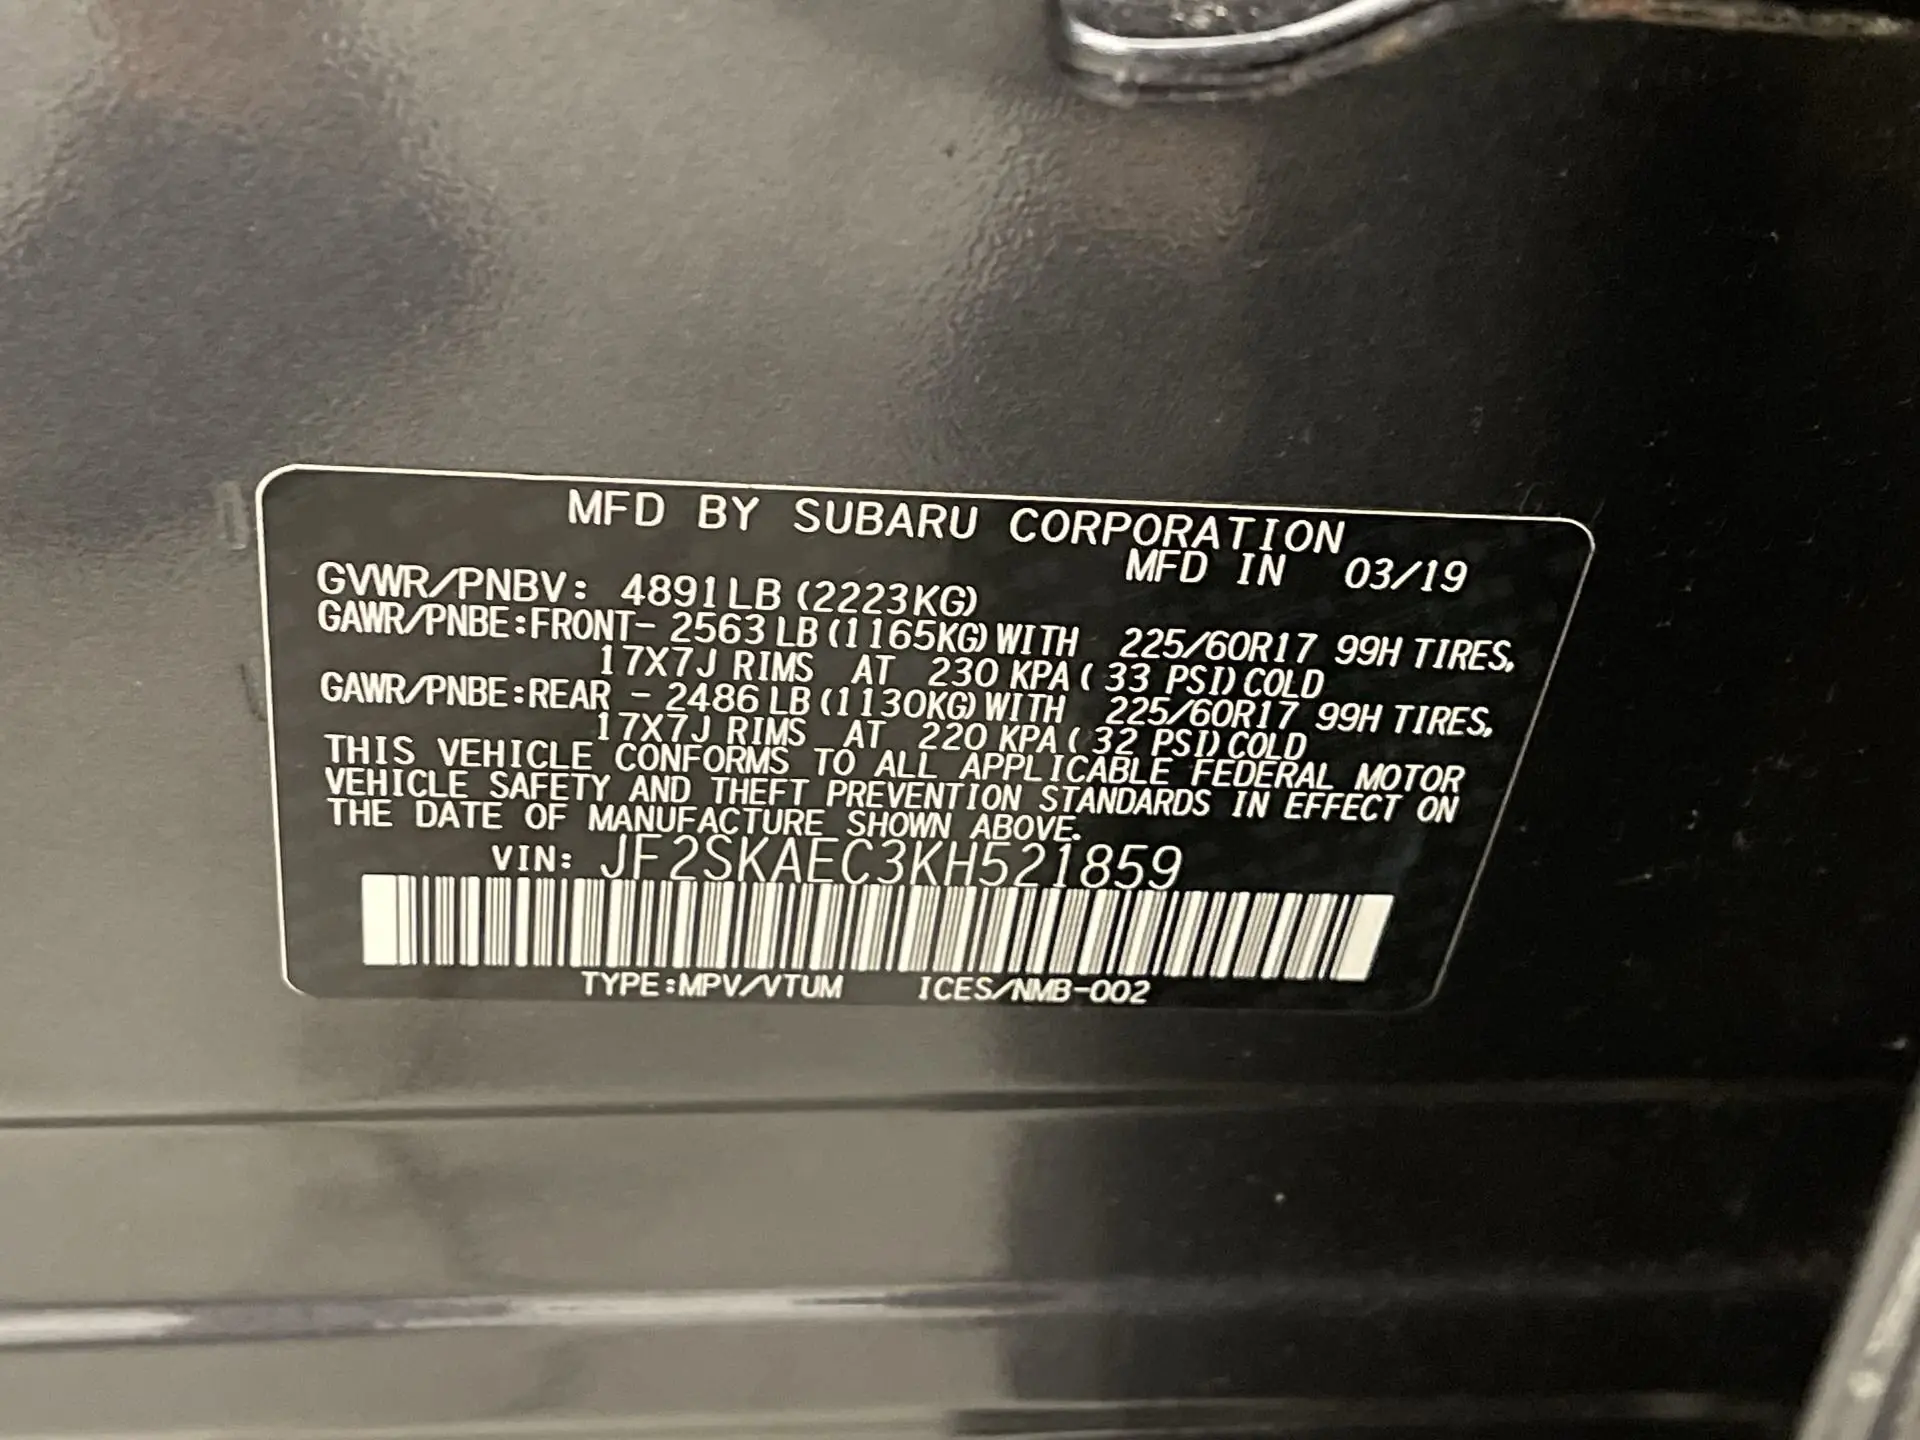 MFD BY SUBARU CORPORATION
MFD IN 03/19
GVWR/PNBV: 4891LB (2223KG)
GAWR/PNBE:FRONT- 2563 LB (1165KG) WITH 225/60R17 99H TIRES,
17X7J RIMS AT 230 KPA ( 33 PSI) COLD
GAWR/PNBE:REAR - 2486 LB (1130KG) WITH 225/60R17 99H TIRES,
17X7J RIMS AT 220 KPA ( 32 PSI) COLD
THIS VEHICLE CONFORMS TO ALL APPLICABLE FEDERAL MOTOR
VEHICLE SAFETY AND THEFT PREVENTION STANDARDS IN EFFECT ON
THE DATE OF MANUFACTURE SHOWN ABOVE.
VIN: JF2SKAEC3KH521859
TYPE:MPV/VTUM ICES/NMB-002